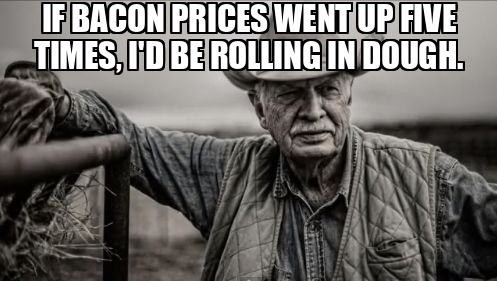 IF BACON PRICES WENT UP FIVE
TIMES, I'D BE ROLLING IN DOUGH.